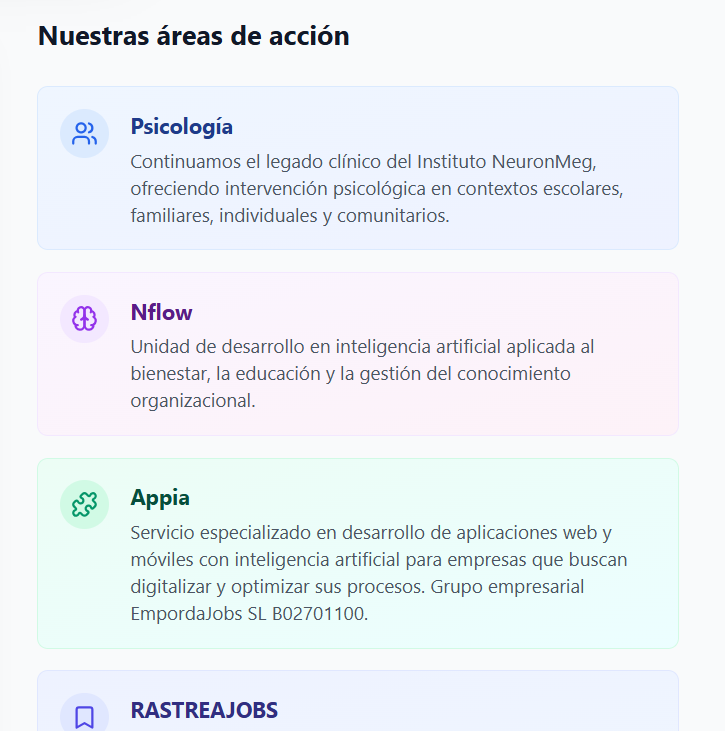 Nuestras áreas de acción
Psicología
Continuamos el legado clínico del Instituto NeuronMeg,
ofreciendo intervención psicológica en contextos escolares,
familiares, individuales y comunitarios.
Nflow
Unidad de desarrollo en inteligencia artificial aplicada al
bienestar, la educación y la gestión del conocimiento
organizacional.
Appia
Servicio especializado en desarrollo de aplicaciones web y
móviles con inteligencia artificial para empresas que buscan
digitalizar y optimizar sus procesos. Grupo empresarial
EmpordaJobs SL B02701100.
RASTREAJOBS